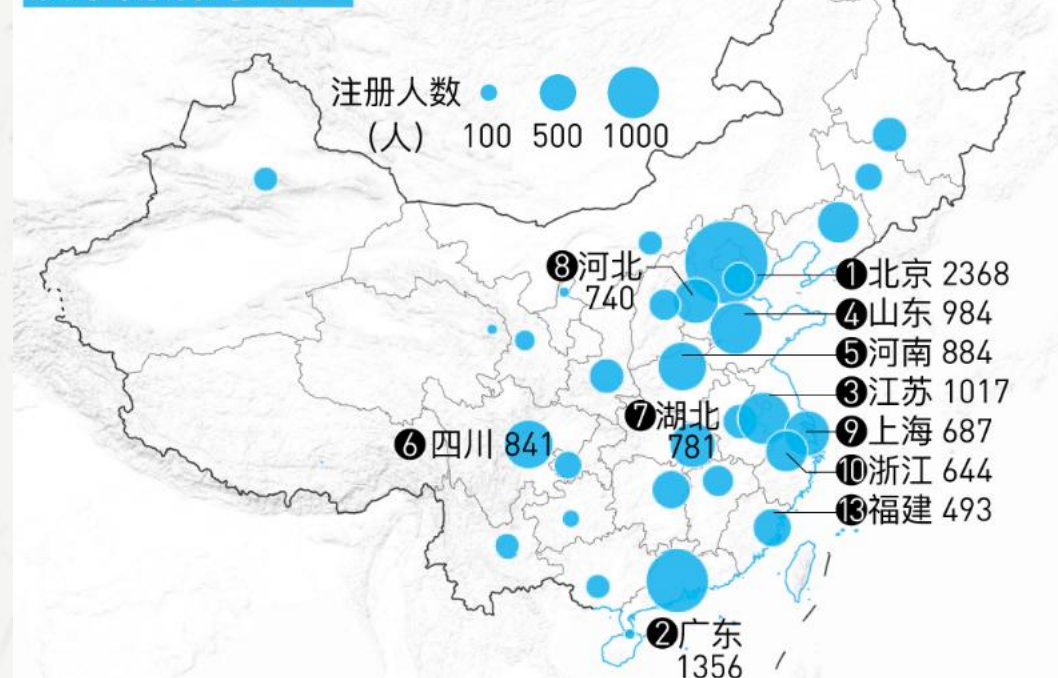 注册人数
(人) 100 500 1000
❽河北
740
❶北京 2368
❹山东 984
❺河南 884
❸江苏 1017
❼湖北
781
❻四川 841
❾上海 687
❿浙江 644
⓭福建 493
❷广东
1356